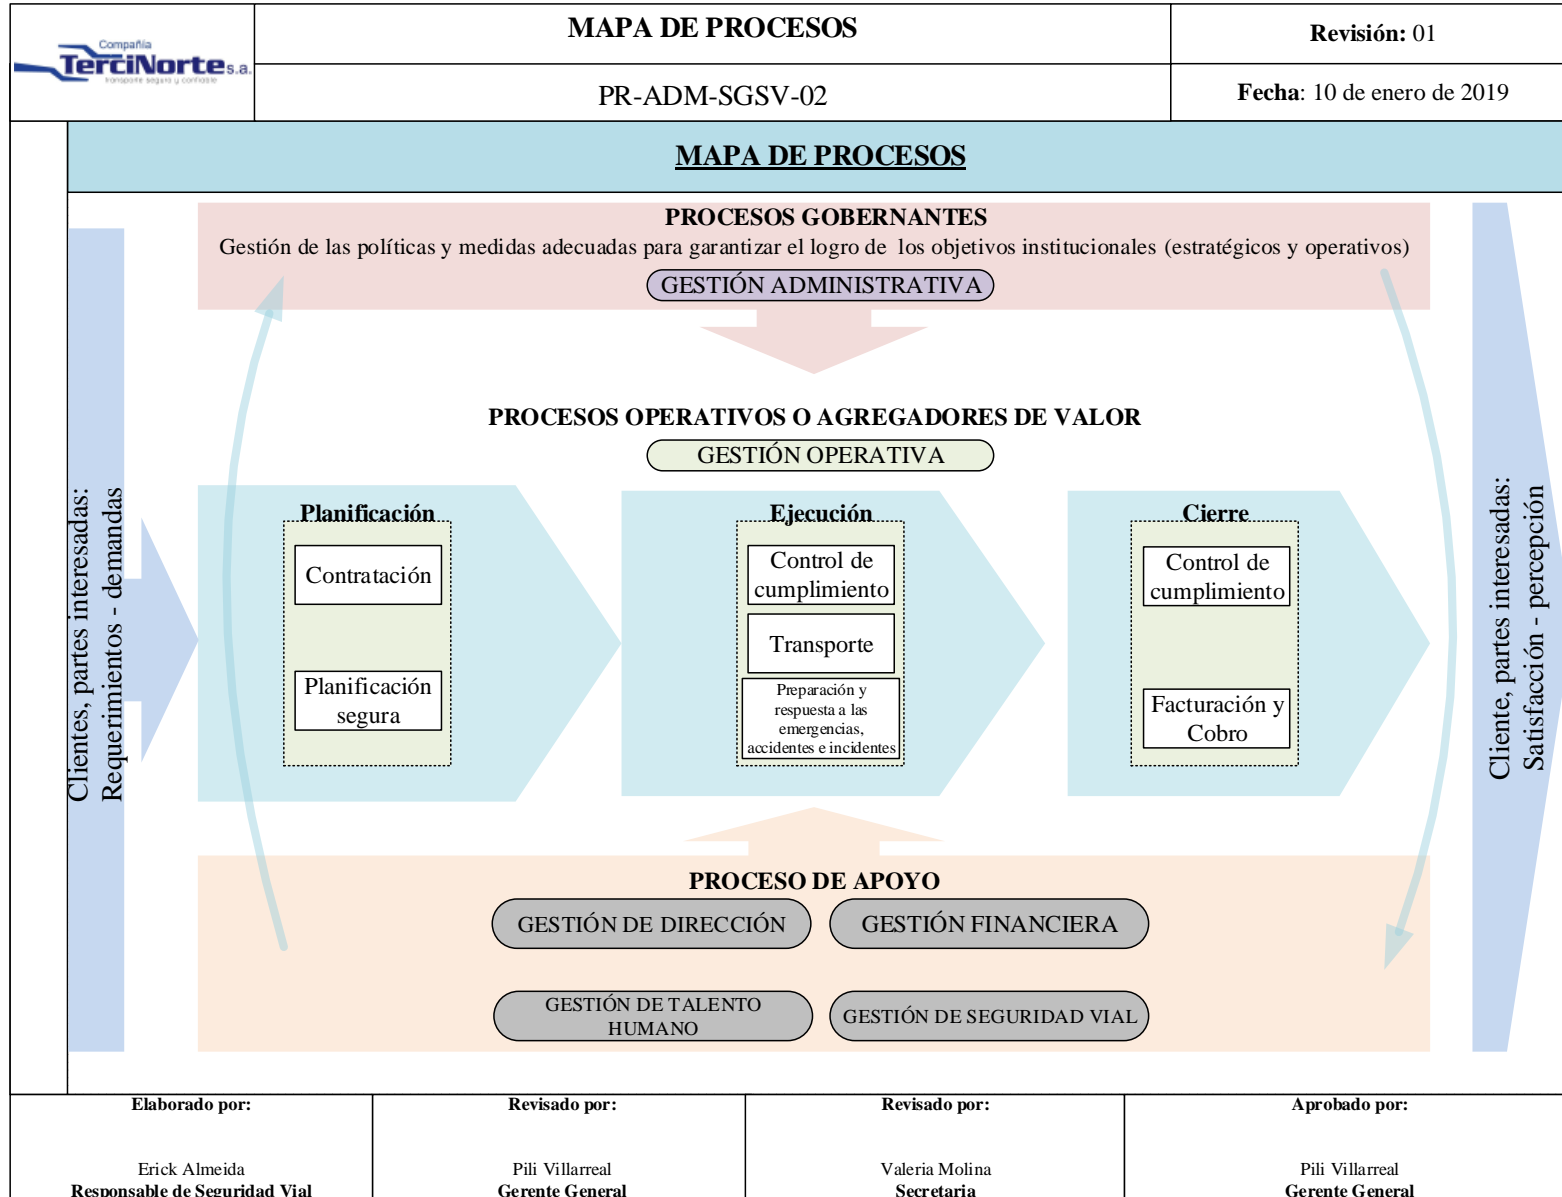 Compañía
TerciNorte s.a.
transporte seguro y confiable
MAPA DE PROCESOS
Revisión: 01
PR-ADM-SGSV-02
Fecha: 10 de enero de 2019
MAPA DE PROCESOS
PROCESOS GOBERNANTES
Gestión de las políticas y medidas adecuadas para garantizar el logro de los objetivos institucionales (estratégicos y operativos)
GESTIÓN ADMINISTRATIVA
Clientes, partes interesadas:
Requerimientos - demandas
PROCESOS OPERATIVOS O AGREGADORES DE VALOR
GESTIÓN OPERATIVA
Planificación
Contratación
Planificación
segura
Ejecución
Control de
cumplimiento
Transporte
Preparación y
respuesta a las
emergencias,
accidentes e incidentes
Cierre
Control de
cumplimiento
Facturación y
Cobro
Cliente, partes interesadas:
Satisfacción - percepción
PROCESO DE APOYO
GESTIÓN DE DIRECCIÓN
GESTIÓN FINANCIERA
GESTIÓN DE TALENTO
HUMANO
GESTIÓN DE SEGURIDAD VIAL
Elaborado por:
Erick Almeida
Responsable de Seguridad Vial
Revisado por:
Pili Villarreal
Gerente General
Revisado por:
Valeria Molina
Secretaria
Aprobado por:
Pili Villarreal
Gerente General